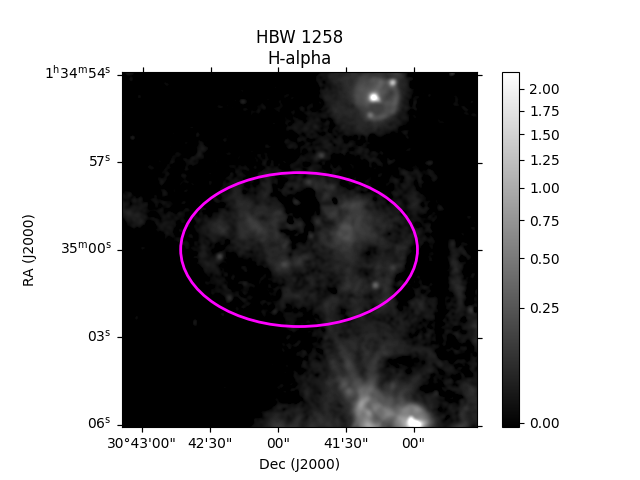 HBW 1258
H-alpha
1ʰ34ᵐ54ˢ
57ˢ
35ᵐ00ˢ
03ˢ
06ˢ
RA (J2000)
30°43'00" 42'30" 00" 41'30" 00"
Dec (J2000)
2.00
1.75
1.50
1.25
1.00
0.75
0.50
0.25
0.00